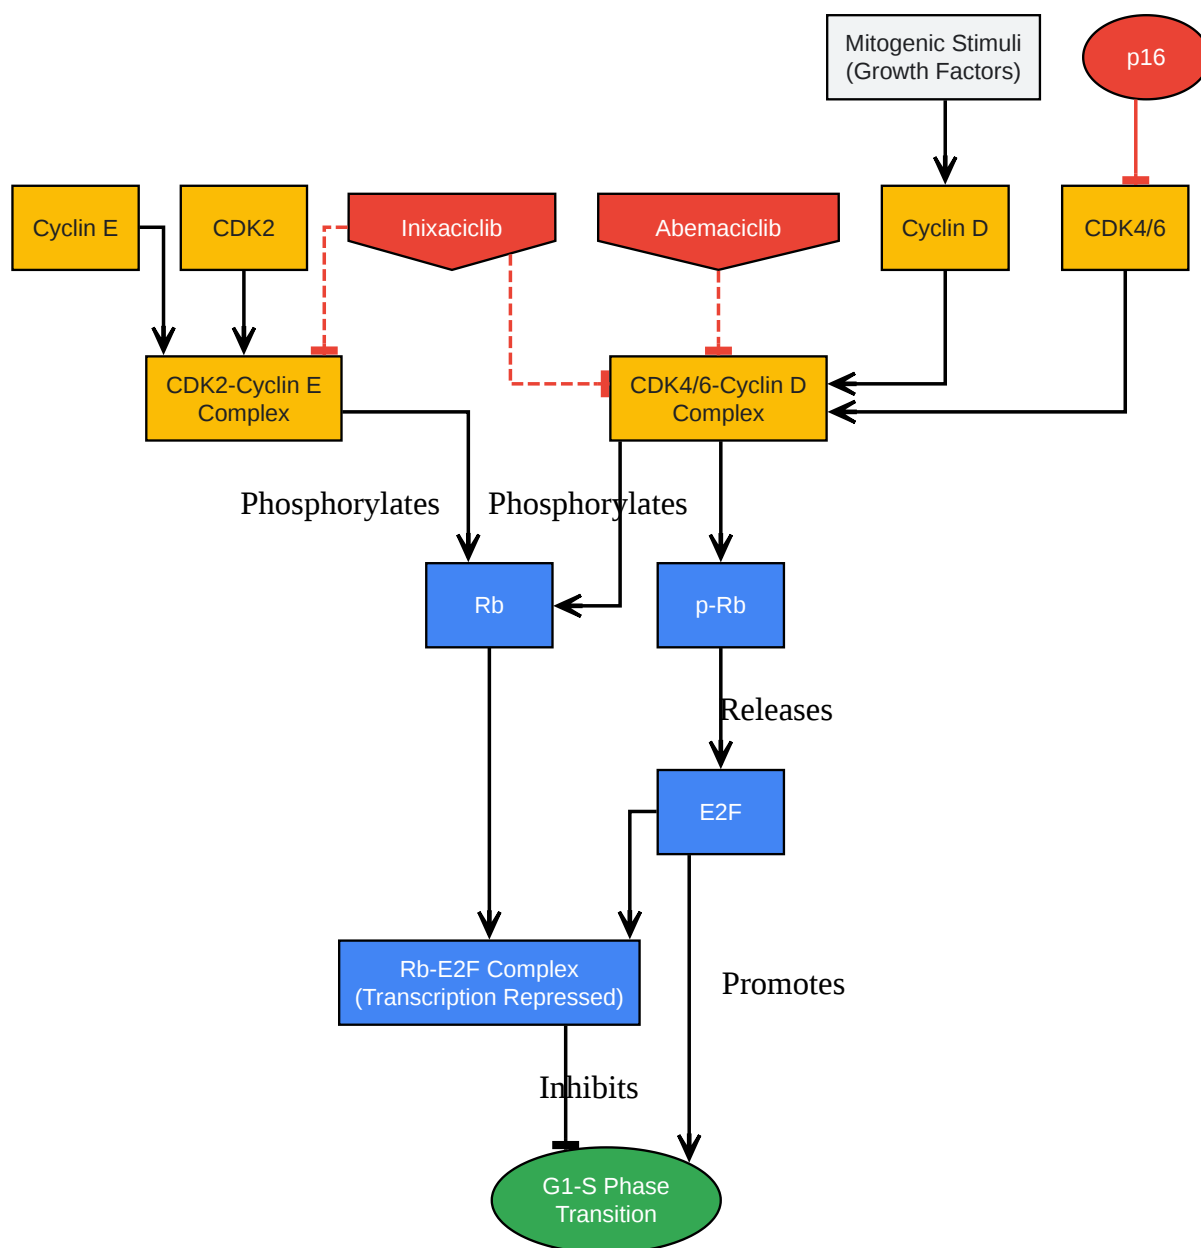 Mitogenic Stimuli
(Growth Factors)
p16
Cyclin E
CDK2
Inixaciclib
Abemaciclib
Cyclin D
CDK4/6
CDK2-Cyclin E
Complex
CDK4/6-Cyclin D
Complex
Phosphorylates
Phosphorylates
Rb
p-Rb
Releases
E2F
Rb-E2F Complex
(Transcription Repressed)
Promotes
Inhibits
G1-S Phase
Transition